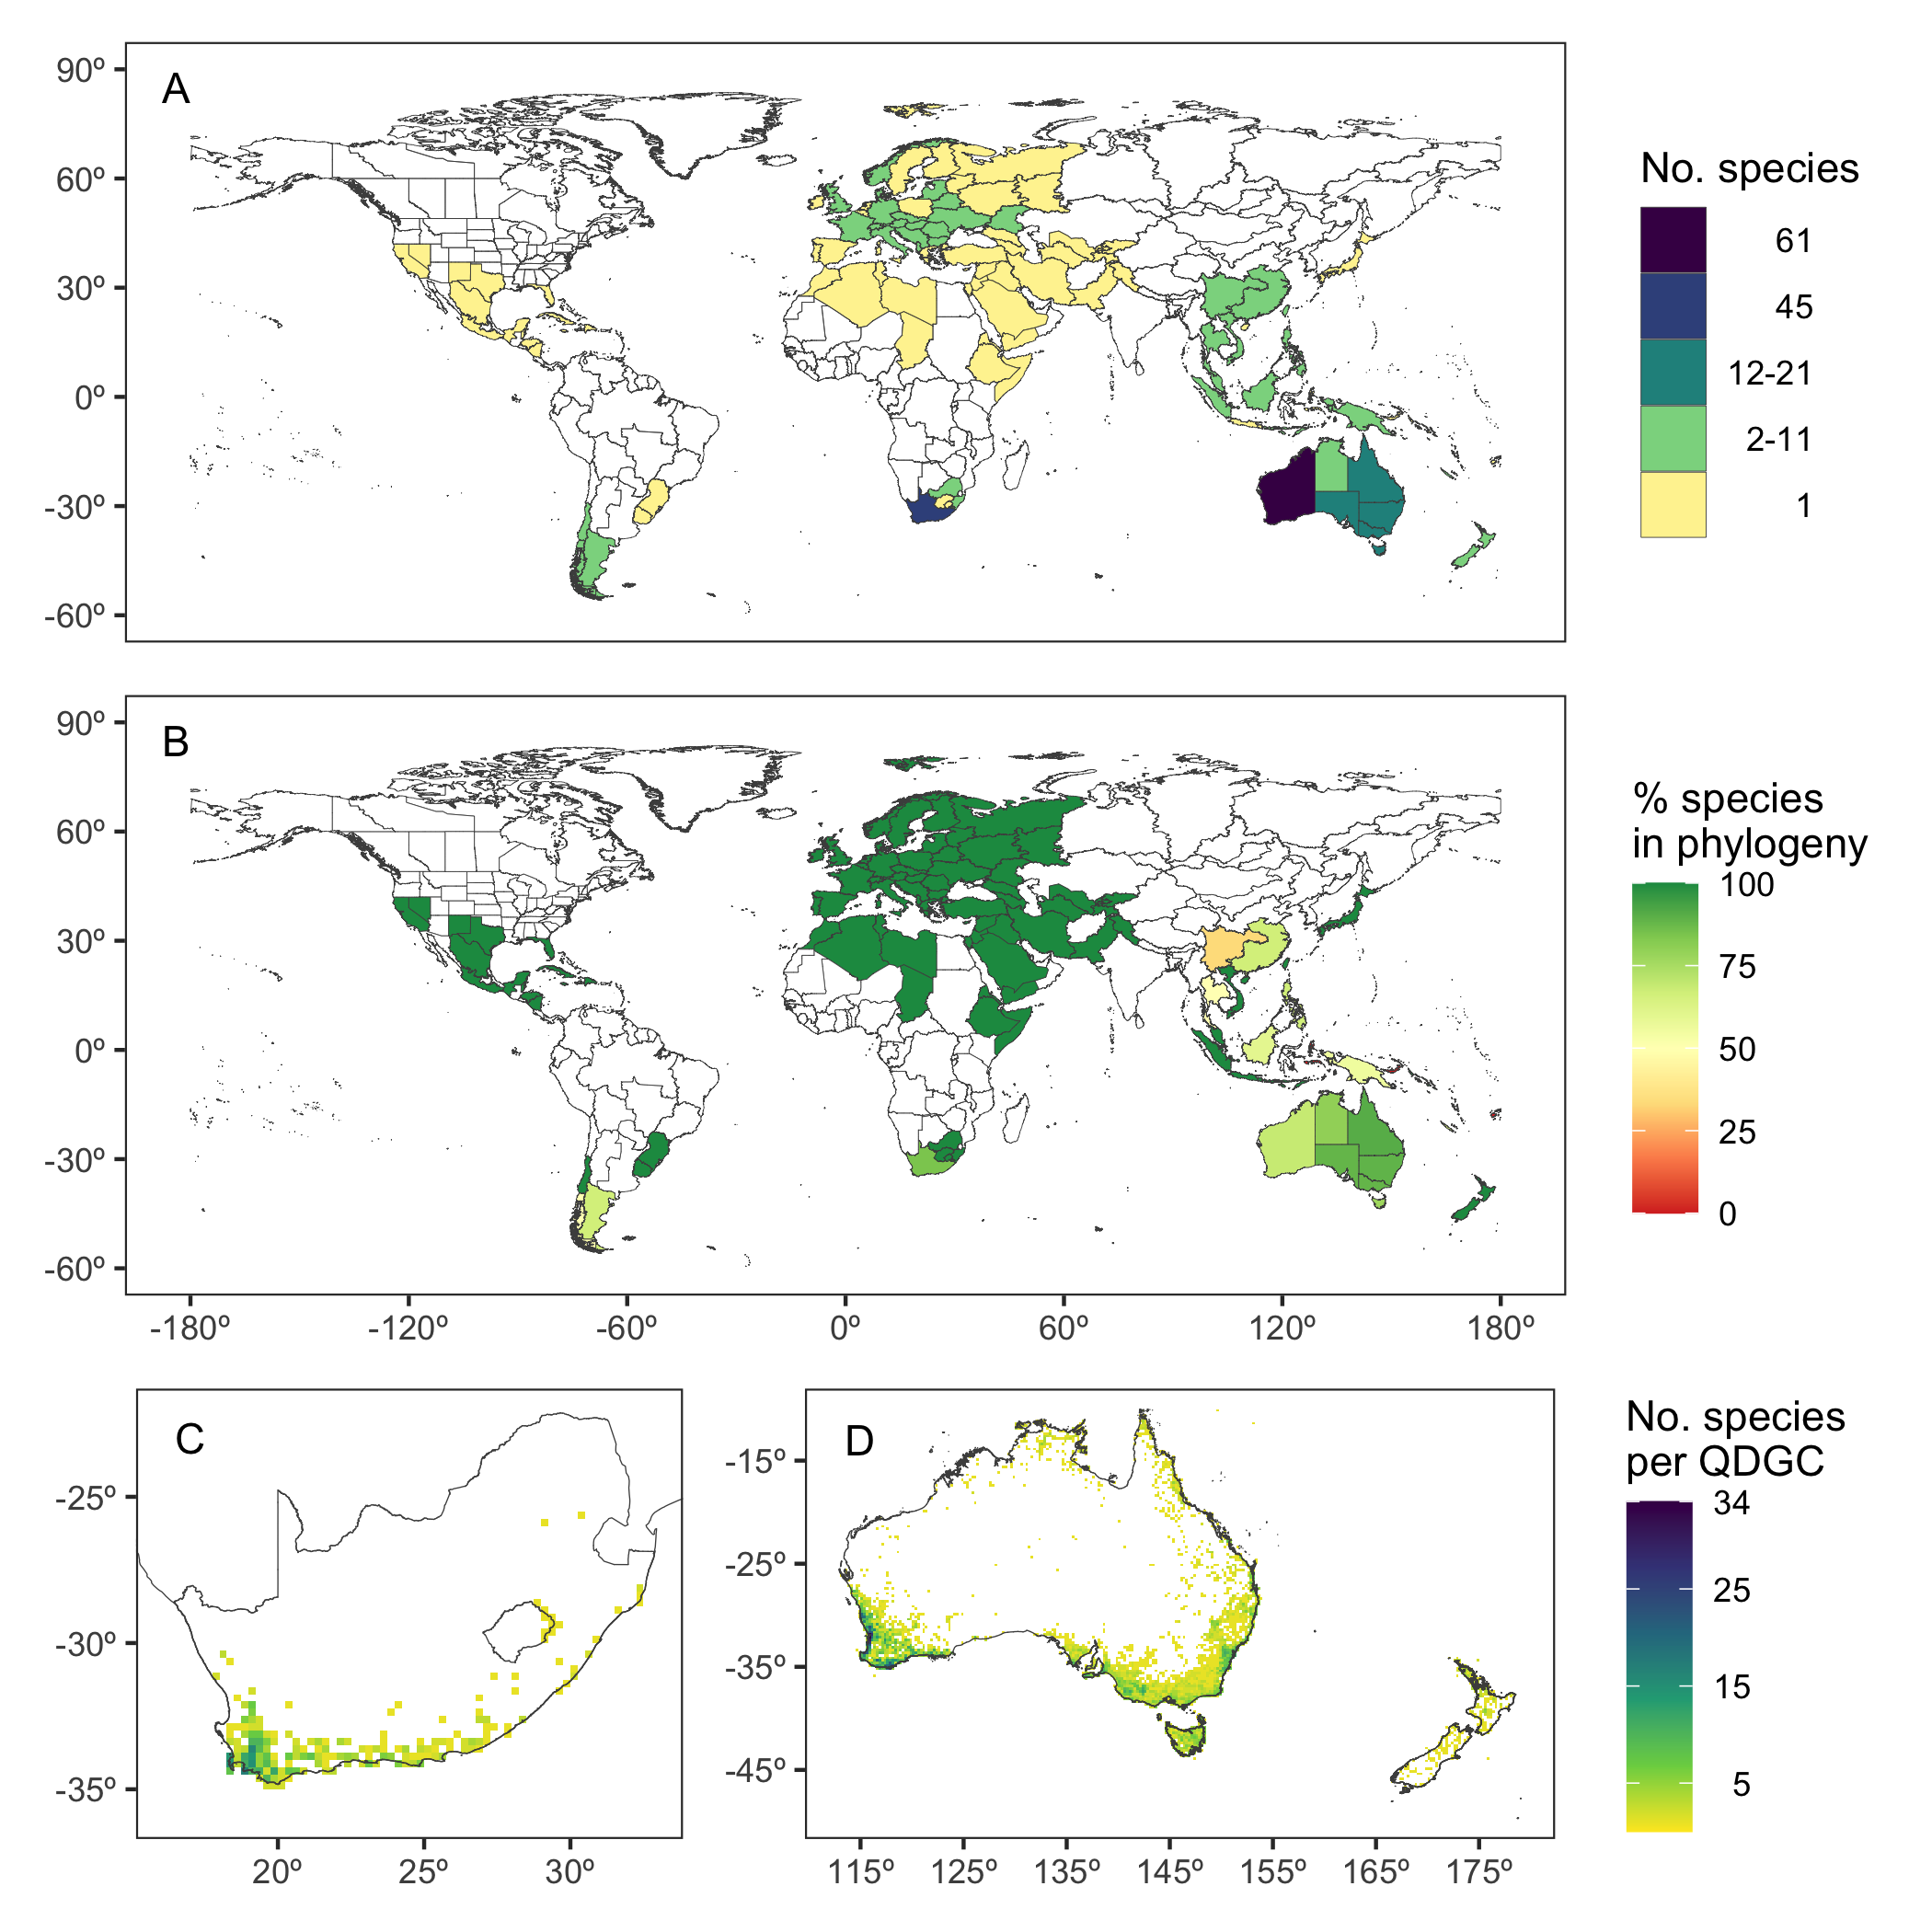 A
90º
60º
30º
0º
-30º
-60º
No. species
61
45
12-21
2-11
1
B
90º
60º
30º
0º
-30º
-60º
-180º -120º -60º 0º 60º 120º 180º
% species
in phylogeny
100
75
50
25
0
C
-25º
-30º
-35º
20º 25º 30º
D
-15º
-25º
-35º
-45º
115º 125º 135º 145º 155º 165º 175º
No. species
per QDGC
34
25
15
5